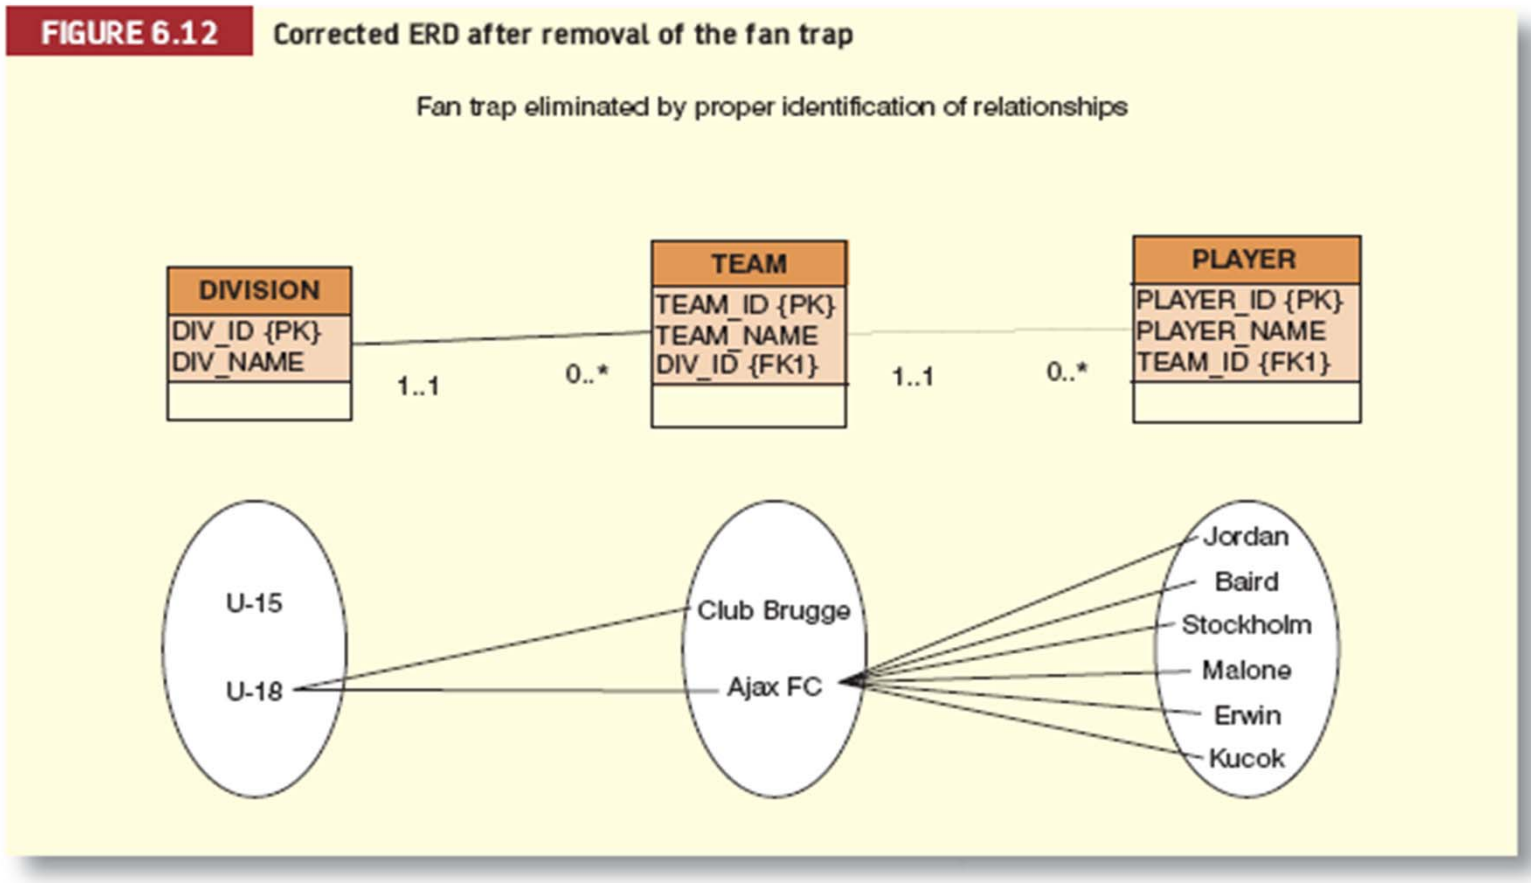 FIGURE 6.12 Corrected ERD after removal of the fan trap
Fan trap eliminated by proper identification of relationships
DIVISION
DIV_ID {PK}
DIV_NAME
1..1
0..*
TEAM
TEAM_ID {PK}
TEAM_NAME
DIV_ID {FK1}
1..1
0..*
PLAYER
PLAYER_ID {PK}
PLAYER_NAME
TEAM_ID {FK1}
U-15
U-18
Club Brugge
Ajax FC
Jordan
Baird
Stockholm
Malone
Erwin
Kucok